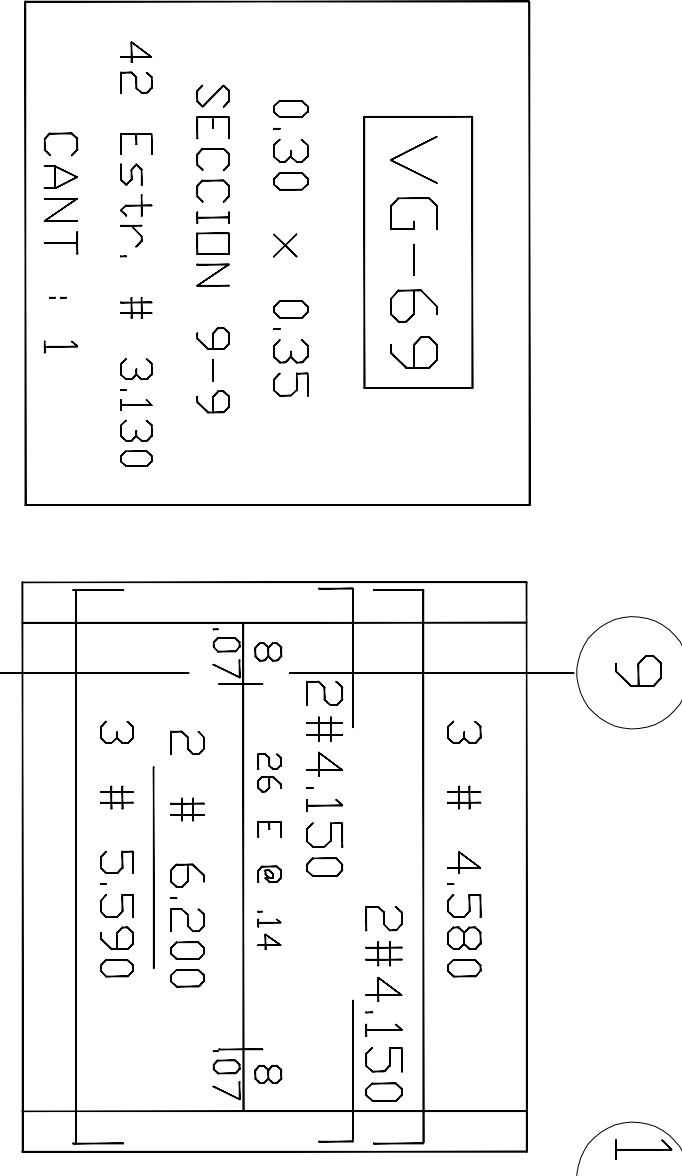 VG-69
0.30 x 0.35
SECCION 9-9
42 Estr. # 3.130
CANT : 1
9
3 # 4.580
2#4.150
2#4.150
8 26 E @ .14 8
.07 .07
2 # 6.200
3 # 5.590
1